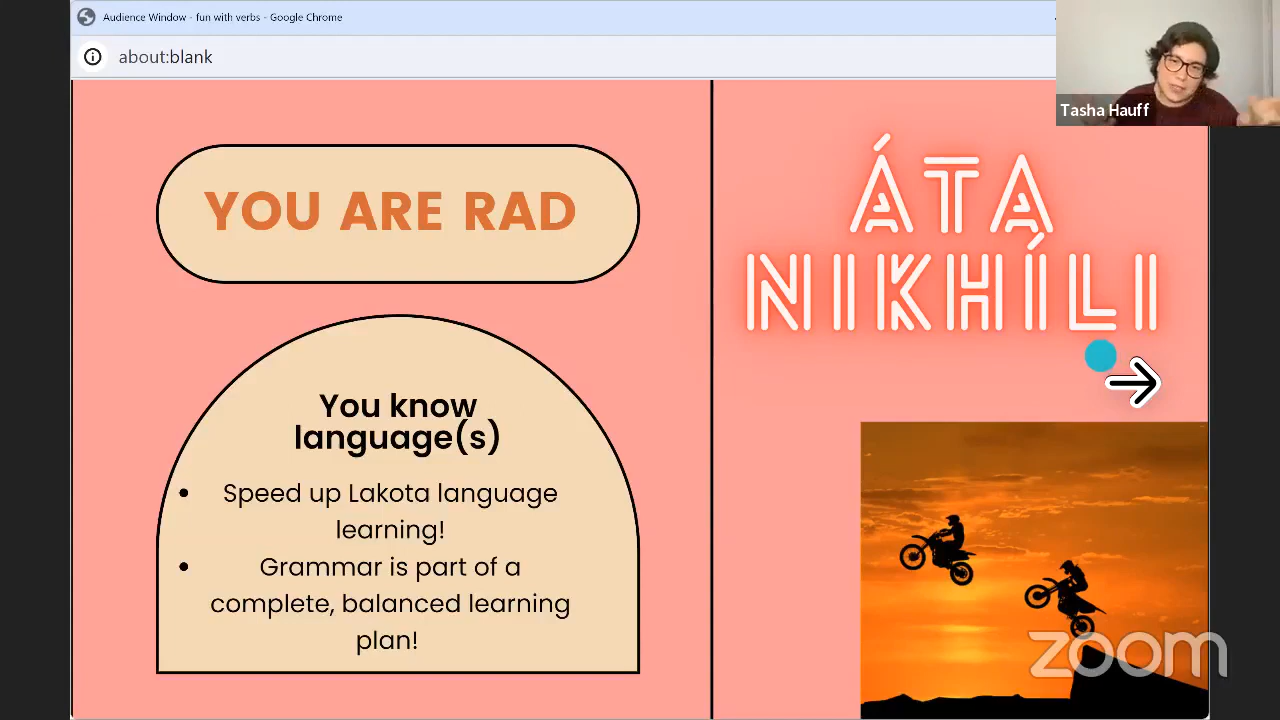 Audience Window - fun with verbs - Google Chrome
about:blank
Tasha Hauff
YOU ARE RAD
You know
language(s)
• Speed up Lakota language
learning!
• Grammar is part of a
complete, balanced learning
plan!
ÁTA
NIKHÍLI
zoom